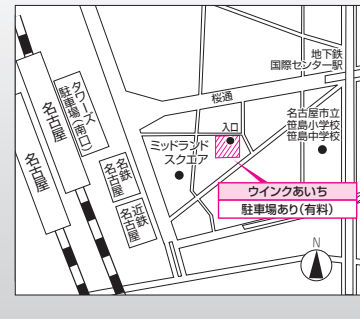 地下鉄
国際センター駅
桜通
タワーズ
駐車場(南口)
名古屋
名古屋
入口
名古屋市立
笹島小学校
笹島中学校
ミッドランド
スクエア
名鉄
名古屋
近鉄
名古屋
ウインクあいち
駐車場あり(有料)
N